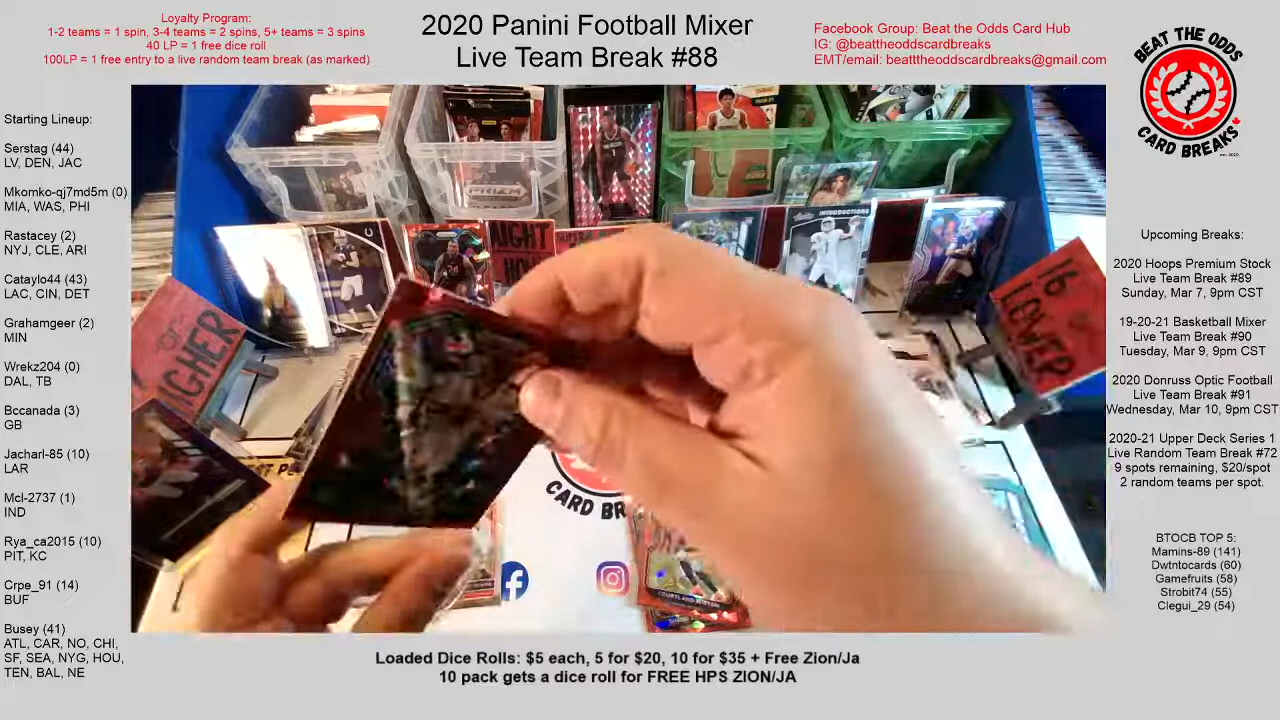 Loyalty Program:
1-2 teams = 1 spin, 3-4 teams = 2 spins, 5+ teams = 3 spins
40 LP = 1 free dice roll
100LP = 1 free entry to a live random team break (as marked)
2020 Panini Football Mixer
Live Team Break #88
Facebook Group: Beat the Odds Card Hub
IG: @beattheoddscardbreaks
EMT/email: beatttheoddscardbreaks@gmail.com
BEAT THE ODDS
CARD BREAKS
Starting Lineup:
Serstag (44)
LV, DEN, JAC
Mkomko-qj7md5m (0)
MIA, WAS, PHI
Rastacey (2)
NYJ, CLE, ARI
Cataylo44 (43)
LAC, CIN, DET
Grahamgeer (2)
MIN
Wrekz204 (0)
DAL, TB
Bccanada (3)
GB
Jacharl-85 (10)
LAR
Mcl-2737 (1)
IND
Rya_ca2015 (10)
PIT, KC
Crpe_91 (14)
BUF
Busey (41)
ATL, CAR, NO, CHI,
SF, SEA, NYG, HOU,
TEN, BAL, NE
PRIZM
INTRODUCTIONS
OR
HIGHER
16
LOWER
CARD BR
COURTLAND SUTTON
Upcoming Breaks:
2020 Hoops Premium Stock
Live Team Break #89
Sunday, Mar 7, 9pm CST
19-20-21 Basketball Mixer
Live Team Break #90
Tuesday, Mar 9, 9pm CST
2020 Donruss Optic Football
Live Team Break #91
Wednesday, Mar 10, 9pm CST
2020-21 Upper Deck Series 1
Live Random Team Break #72
9 spots remaining, $20/spot
2 random teams per spot.
BTOCB TOP 5:
Mamins-89 (141)
Dwtntocards (60)
Gamefruits (58)
Strobit74 (55)
Clegui_29 (54)
Loaded Dice Rolls: $5 each, 5 for $20, 10 for $35 + Free Zion/Ja
10 pack gets a dice roll for FREE HPS ZION/JA